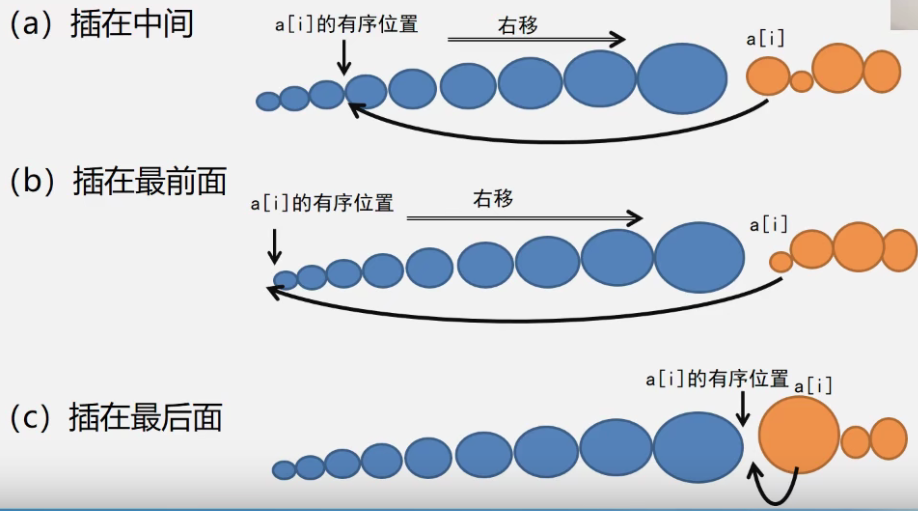 （a）插在中间
a[i]的有序位置
右移
a[i]
（b）插在最前面
a[i]的有序位置
右移
a[i]
（c）插在最后面
a[i]的有序位置
a[i]